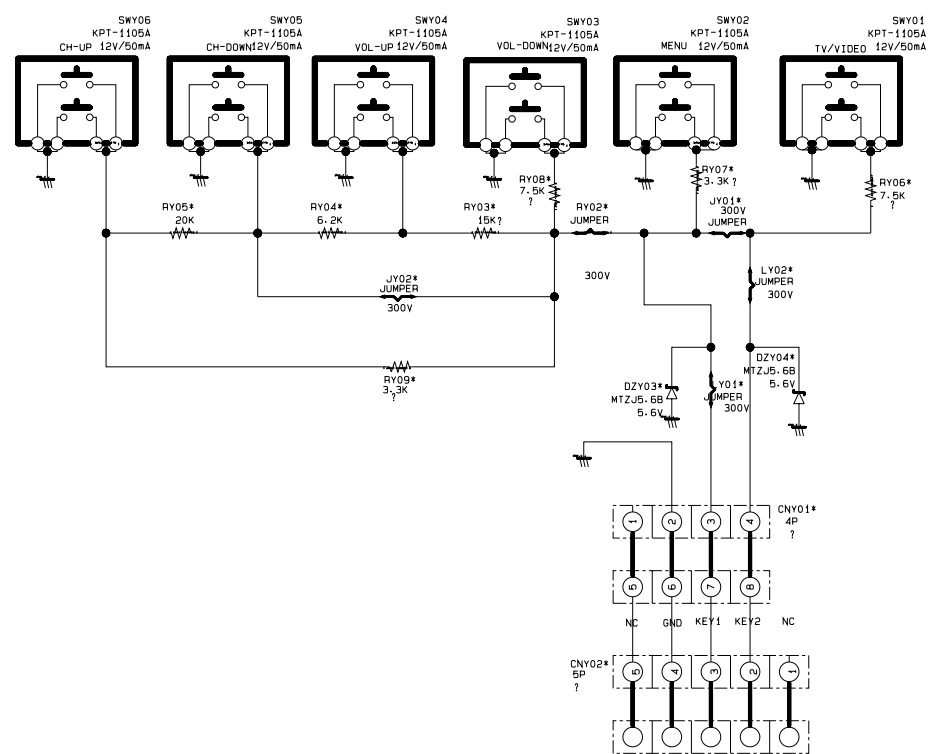 SWY06
KPT-1105A
CH-UP 12V/50mA
SWY05
KPT-1105A
CH-DOWN 12V/50mA
SWY04
KPT-1105A
VOL-UP 12V/50mA
SWY03
KPT-1105A
VOL-DOWN 12V/50mA
SWY02
KPT-1105A
MENU 12V/50mA
SWY01
KPT-1105A
TV/VIDEO 12V/50mA
RY08*
7.5K
?
RY07*
3.3K ?
RY06*
7.5K
?
RY05*
20K
RY04*
6.2K
RY03*
15K?
RY02*
JUMPER
300V
JY01*
300V
JUMPER
JY02*
JUMPER
300V
LY02*
JUMPER
300V
RY09*
3.3K
?
DZY03*
MTZJ5.6B
5.6V
LY01*
JUMPER
300V
DZY04*
MTZJ5.6B
5.6V
1
2
3
4
CNY01*
4P
?
5
6
7
8
NC
GND
KEY1
KEY2
NC
CNY02*
5P
?
5
4
3
2
1